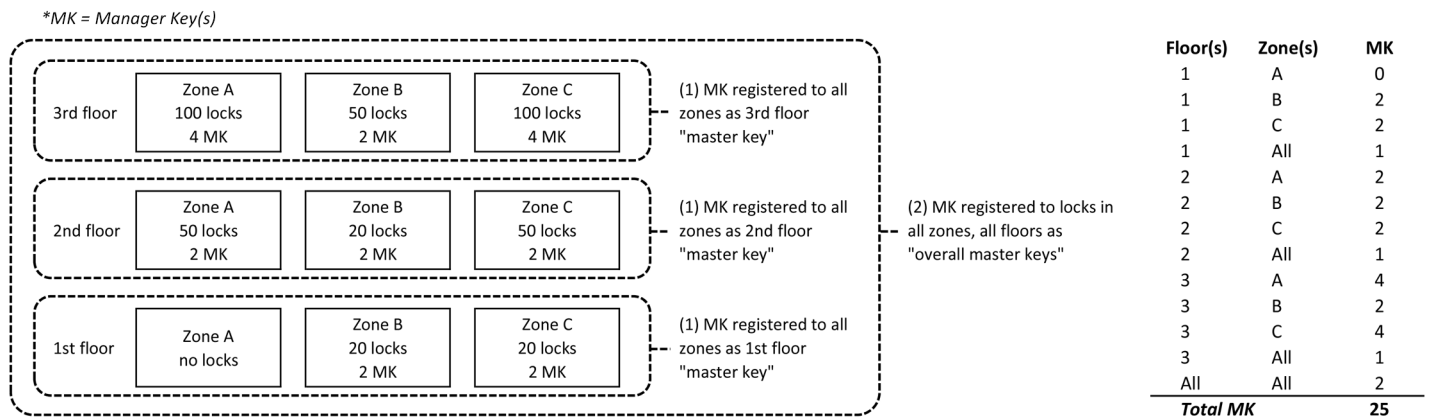 *MK = Manager Key(s)
3rd floor
Zone A
100 locks
4 MK
Zone B
50 locks
2 MK
Zone C
100 locks
4 MK
(1) MK registered to all
zones as 3rd floor
"master key"
2nd floor
Zone A
50 locks
2 MK
Zone B
20 locks
2 MK
Zone C
50 locks
2 MK
(1) MK registered to all
zones as 2nd floor
"master key"
1st floor
Zone A
no locks
Zone B
20 locks
2 MK
Zone C
20 locks
2 MK
(1) MK registered to all
zones as 1st floor
"master key"
(2) MK registered to locks in
all zones, all floors as
"overall master keys"
Floor(s) Zone(s) MK
1 A 0
1 B 2
1 C 2
1 All 1
2 A 2
2 B 2
2 C 2
2 All 1
3 A 4
3 B 2
3 C 4
3 All 1
All All 2
Total MK 25